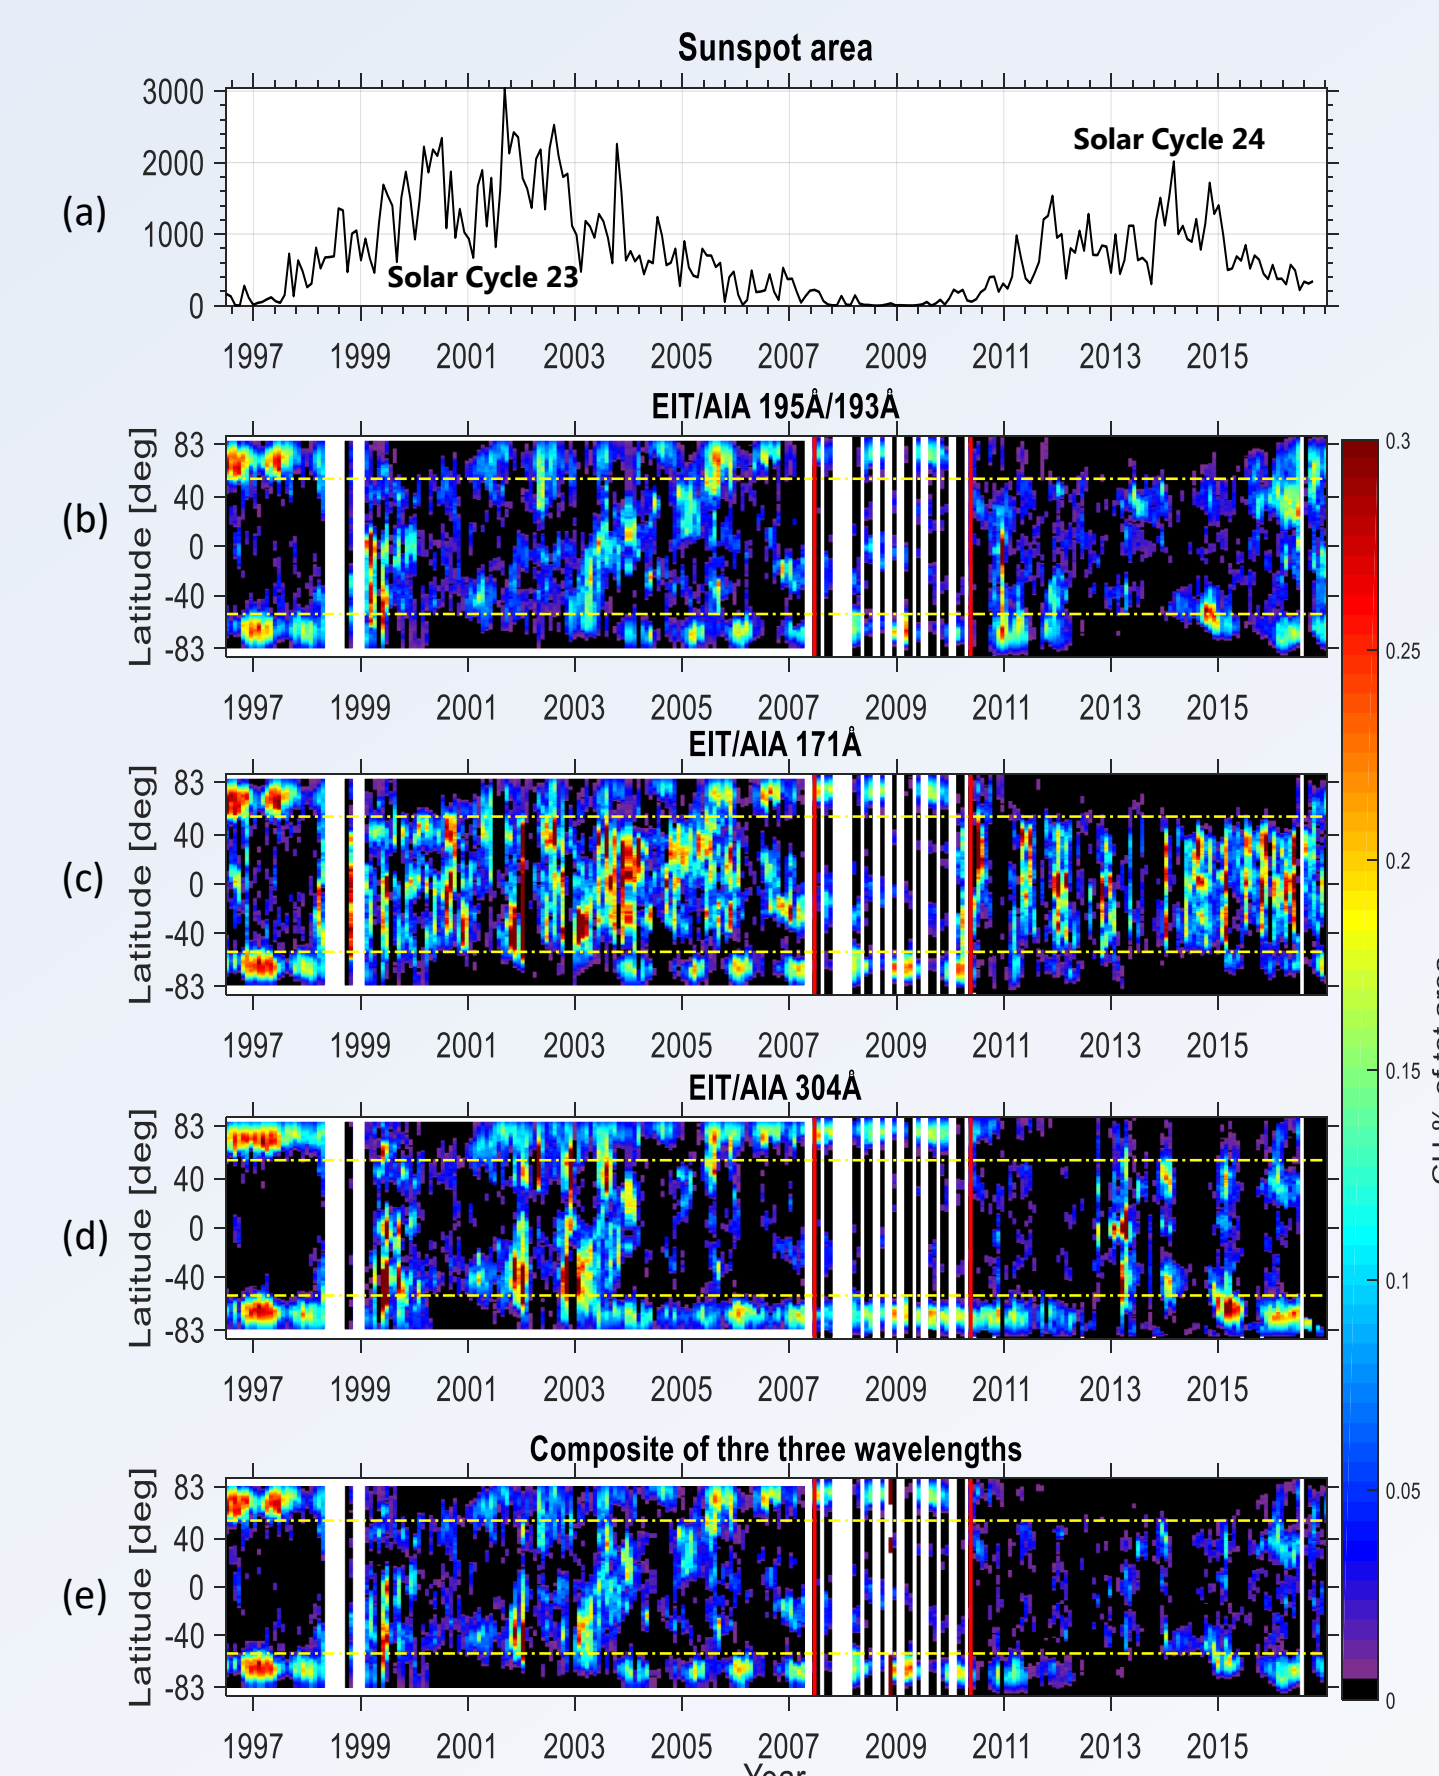 Sunspot area
3000
2000
1000
0
(a)
Solar Cycle 23
Solar Cycle 24
1997 1999 2001 2003 2005 2007 2009 2011 2013 2015
EIT/AIA 195Å/193Å
(b)
Latitude [deg]
83
40
0
-40
-83
1997 1999 2001 2003 2005 2007 2009 2011 2013 2015
EIT/AIA 171Å
(c)
Latitude [deg]
83
40
0
-40
-83
1997 1999 2001 2003 2005 2007 2009 2011 2013 2015
EIT/AIA 304Å
(d)
Latitude [deg]
83
40
0
-40
-83
1997 1999 2001 2003 2005 2007 2009 2011 2013 2015
Composite of thre three wavelengths
(e)
Latitude [deg]
83
40
0
-40
-83
1997 1999 2001 2003 2005 2007 2009 2011 2013 2015
Year
0.3
0.25
0.2
0.15
0.1
0.05
0